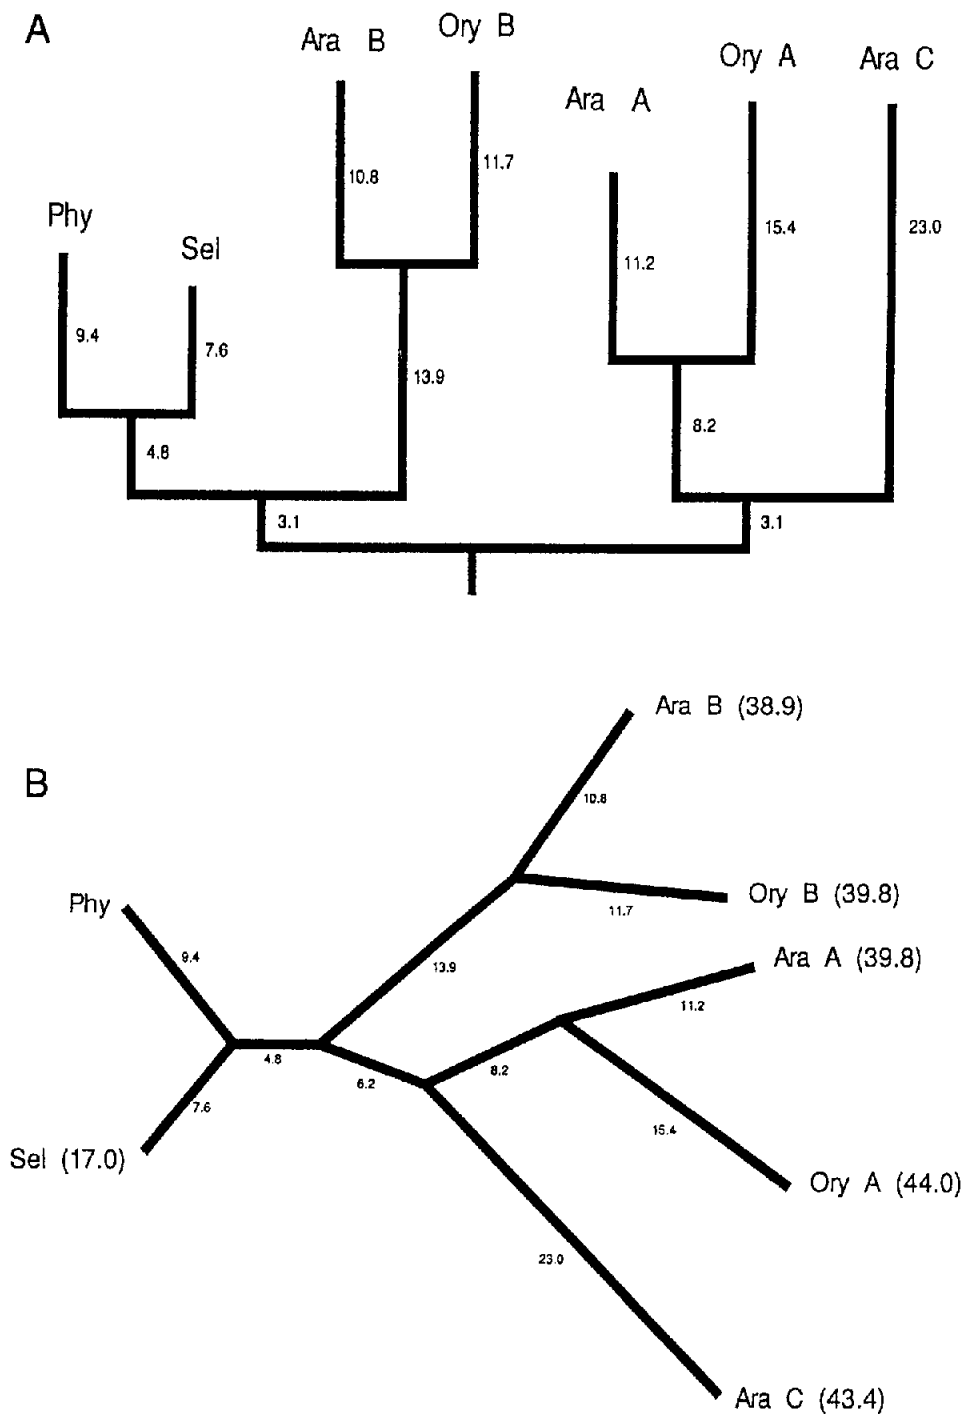 A
Ara B
Ory B
Ory A
Ara C
Ara A
Phy
Sel
10.8
11.7
15.4
23.0
11.2
9.4
7.6
13.9
8.2
4.8
3.1
3.1
Ara B (38.9)
B
10.8
Ory B (39.8)
Phy
11.7
Ara A (39.8)
9.4
13.9
11.2
4.8
6.2
8.2
7.6
15.4
Sel (17.0)
Ory A (44.0)
23.0
Ara C (43.4)